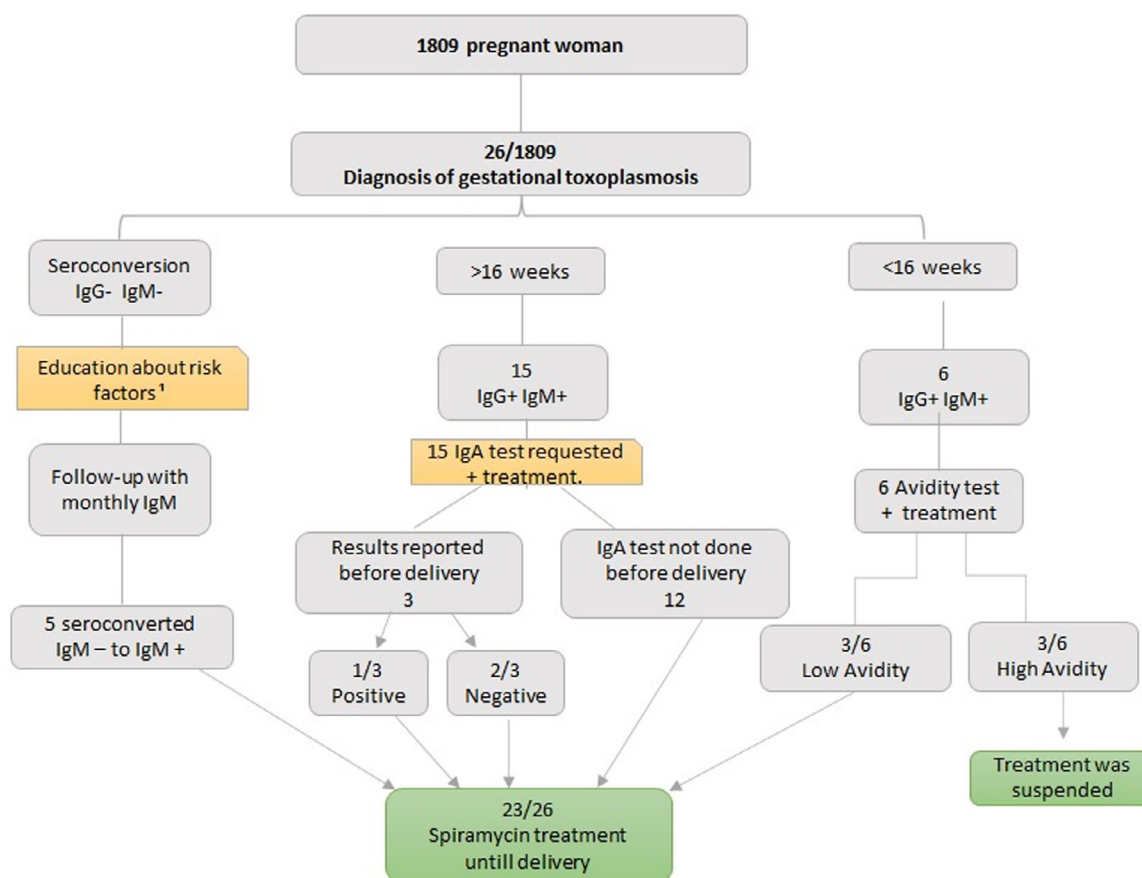 1809 pregnant woman
26/1809
Diagnosis of gestational toxoplasmosis
Seroconversion
IgG- IgM-
Education about risk
factors¹
Follow-up with
monthly IgM
5 seroconverted
IgM – to IgM +
>16 weeks
15
IgG+ IgM+
15 IgA test requested
+ treatment.
Results reported
before delivery
3
1/3
Positive
2/3
Negative
IgA test not done
before delivery
12
<16 weeks
6
IgG+ IgM+
6 Avidity test
+ treatment
3/6
Low Avidity
3/6
High Avidity
Treatment was
suspended
23/26
Spiramycin treatment
untill delivery